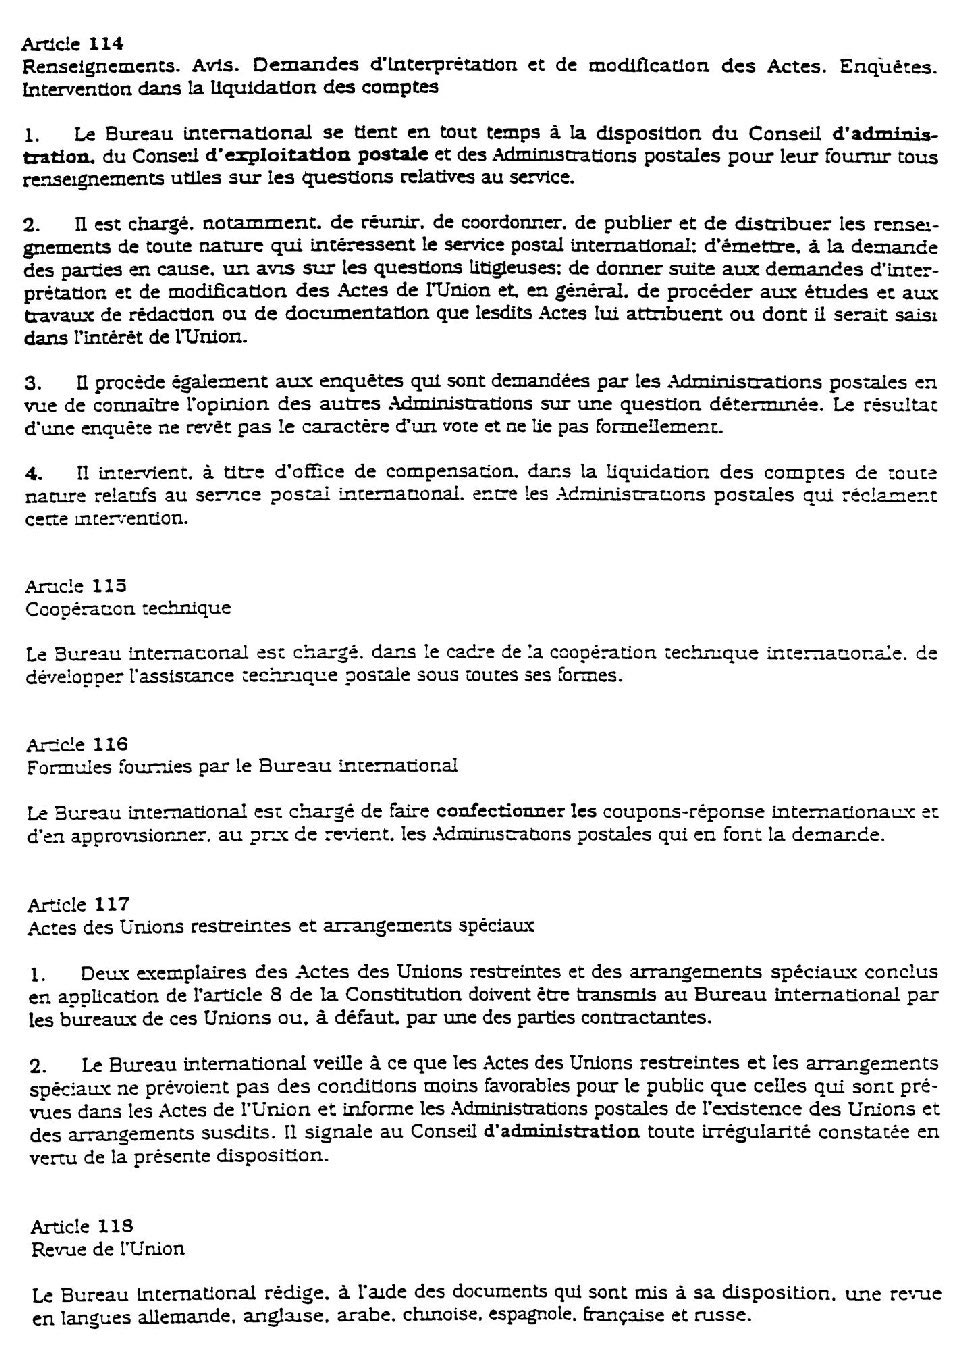 Article 114
Renseignements. Avis. Demandes d'interprétation et de modification des Actes. Enquêtes.
Intervention dans la liquidation des comptes
1. Le Bureau international se tient en tout temps à la disposition du Conseil d'adminis-
tration, du Conseil d'exploitation postale et des Administrations postales pour leur fournir tous
renseignements utiles sur les questions relatives au service.
2. Il est chargé, notamment, de réunir, de coordonner, de publier et de distribuer les rensei-
gnements de toute nature qui intéressent le service postal international; d'émettre, à la demande
des parties en cause, un avis sur les questions litigieuses; de donner suite aux demandes d'inter-
prétation et de modification des Actes de l'Union et, en général, de procéder aux études et aux
travaux de rédaction ou de documentation que lesdits Actes lui attribuent ou dont il serait saisi
dans l'intérêt de l'Union.
3. Il procède également aux enquêtes qui sont demandées par les Administrations postales en
vue de connaître l'opinion des autres Administrations sur une question déterminée. Le résultat
d'une enquête ne revêt pas le caractère d'un vote et ne lie pas formellement.
4. Il intervient, à titre d'office de compensation, dans la liquidation des comptes de toute
nature relatifs au service postal international, entre les Administrations postales qui réclament
cette intervention.
Article 115
Coopération technique
Le Bureau international est chargé, dans le cadre de la coopération technique internationale, de
développer l'assistance technique postale sous toutes ses formes.
Article 116
Formules fournies par le Bureau international
Le Bureau international est chargé de faire confectionner les coupons-réponse internationaux et
d'en approvisionner, au prix de revient, les Administrations postales qui en font la demande.
Article 117
Actes des Unions restreintes et arrangements spéciaux
1. Deux exemplaires des Actes des Unions restreintes et des arrangements spéciaux conclus
en application de l'article 8 de la Constitution doivent être transmis au Bureau international par
les bureaux de ces Unions ou, à défaut, par une des parties contractantes.
2. Le Bureau international veille à ce que les Actes des Unions restreintes et les arrangements
spéciaux ne prévoient pas des conditions moins favorables pour le public que celles qui sont pré-
vues dans les Actes de l'Union et informe les Administrations postales de l'existence des Unions et
des arrangements susdits. Il signale au Conseil d'administration toute irrégularité constatée en
vertu de la présente disposition.
Article 118
Revue de l'Union
Le Bureau international rédige, à l'aide des documents qui sont mis à sa disposition, une revue
en langues allemande, anglaise, arabe, chinoise, espagnole, française et russe.